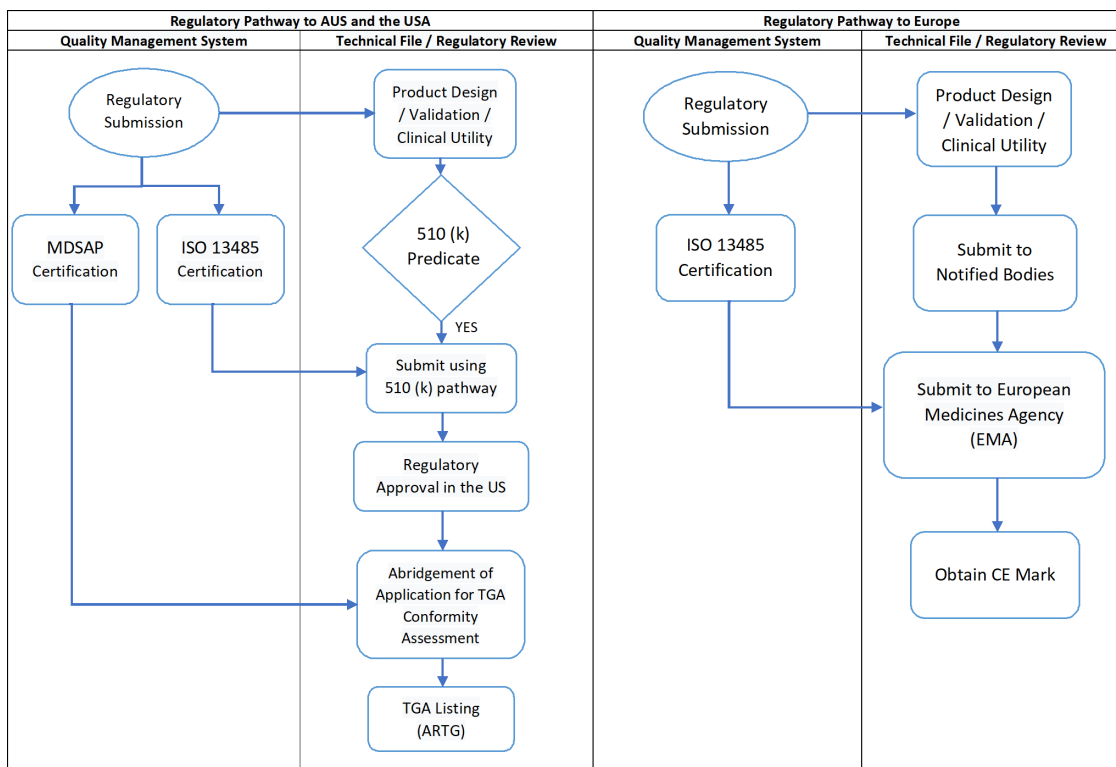 Regulatory Pathway to AUS and the USA
Quality Management System
Technical File / Regulatory Review
Regulatory
Submission
Product Design
/ Validation /
Clinical Utility
MDSAP
Certification
ISO 13485
Certification
510 (k)
Predicate
YES
Submit using
510 (k) pathway
Regulatory
Approval in the US
Abridgement of
Application for TGA
Conformity
Assessment
TGA Listing
(ARTG)
Regulatory Pathway to Europe
Quality Management System
Technical File / Regulatory Review
Regulatory
Submission
Product Design
/ Validation /
Clinical Utility
ISO 13485
Certification
Submit to
Notified Bodies
Submit to European
Medicines Agency
(EMA)
Obtain CE Mark